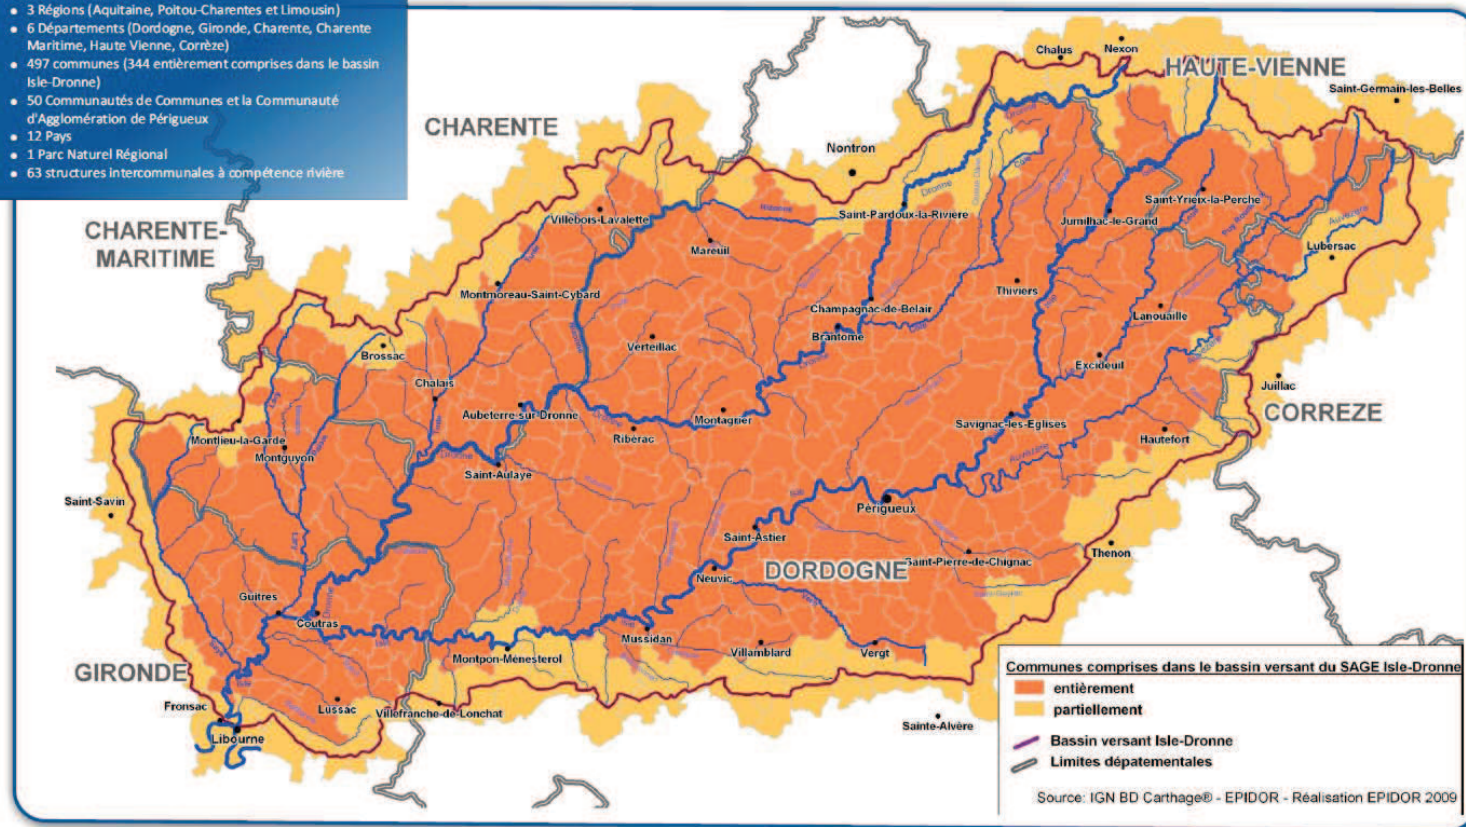 • 3 Régions (Aquitaine, Poitou-Charentes et Limousin)
• 6 Départements (Dordogne, Gironde, Charente, Charente
Maritime, Haute Vienne, Corrèze)
• 497 communes (344 entièrement comprises dans le bassin
Isle-Dronne)
• 50 Communautés de Communes et la Communauté
d'Agglomération de Périgueux
• 12 Pays
• 1 Parc Naturel Régional
• 63 structures intercommunales à compétence rivière
Chalus
Nexon
HAUTE-VIENNE
Saint-Germain-les-Belles
CHARENTE
Nontron
Dronne
Saint-Yrieix-la-Perche
Villebois-Lavalette
Saint-Pardoux-la-Rivière
Jumilhac-le-Grand
CHARENTE-
MARITIME
Mareuil
Lubersac
Montmoreau-Saint-Cybard
Thiviers
Champagnac-de-Belair
Lanouaille
Brantome
Verteillac
Brossac
Excideuil
Chalais
Juillac
Aubeterre-sur-Dronne
Montagrier
CORREZE
Savignac-les-Eglises
Ribérac
Hautefort
Montlieu-la-Garde
Montguyon
Dronne
Saint-Aulaye
Saint-Savin
Isle
Périgueux
Saint-Astier
Thenon
Saint-Pierre-de-Chignac
Neuvic
DORDOGNE
Guitres
Coutras
Dronne
Mussidan
Villamblard
Vergt
Montpon-Ménesterol
GIRONDE
Fronsac
Lussac
Villefranche-de-Lonchat
Libourne
Sainte-Alvère
Communes comprises dans le bassin versant du SAGE Isle-Dronne
entièrement
partiellement
Bassin versant Isle-Dronne
Limites dépatementales
Source: IGN BD Carthage® - EPIDOR - Réalisation EPIDOR 2009